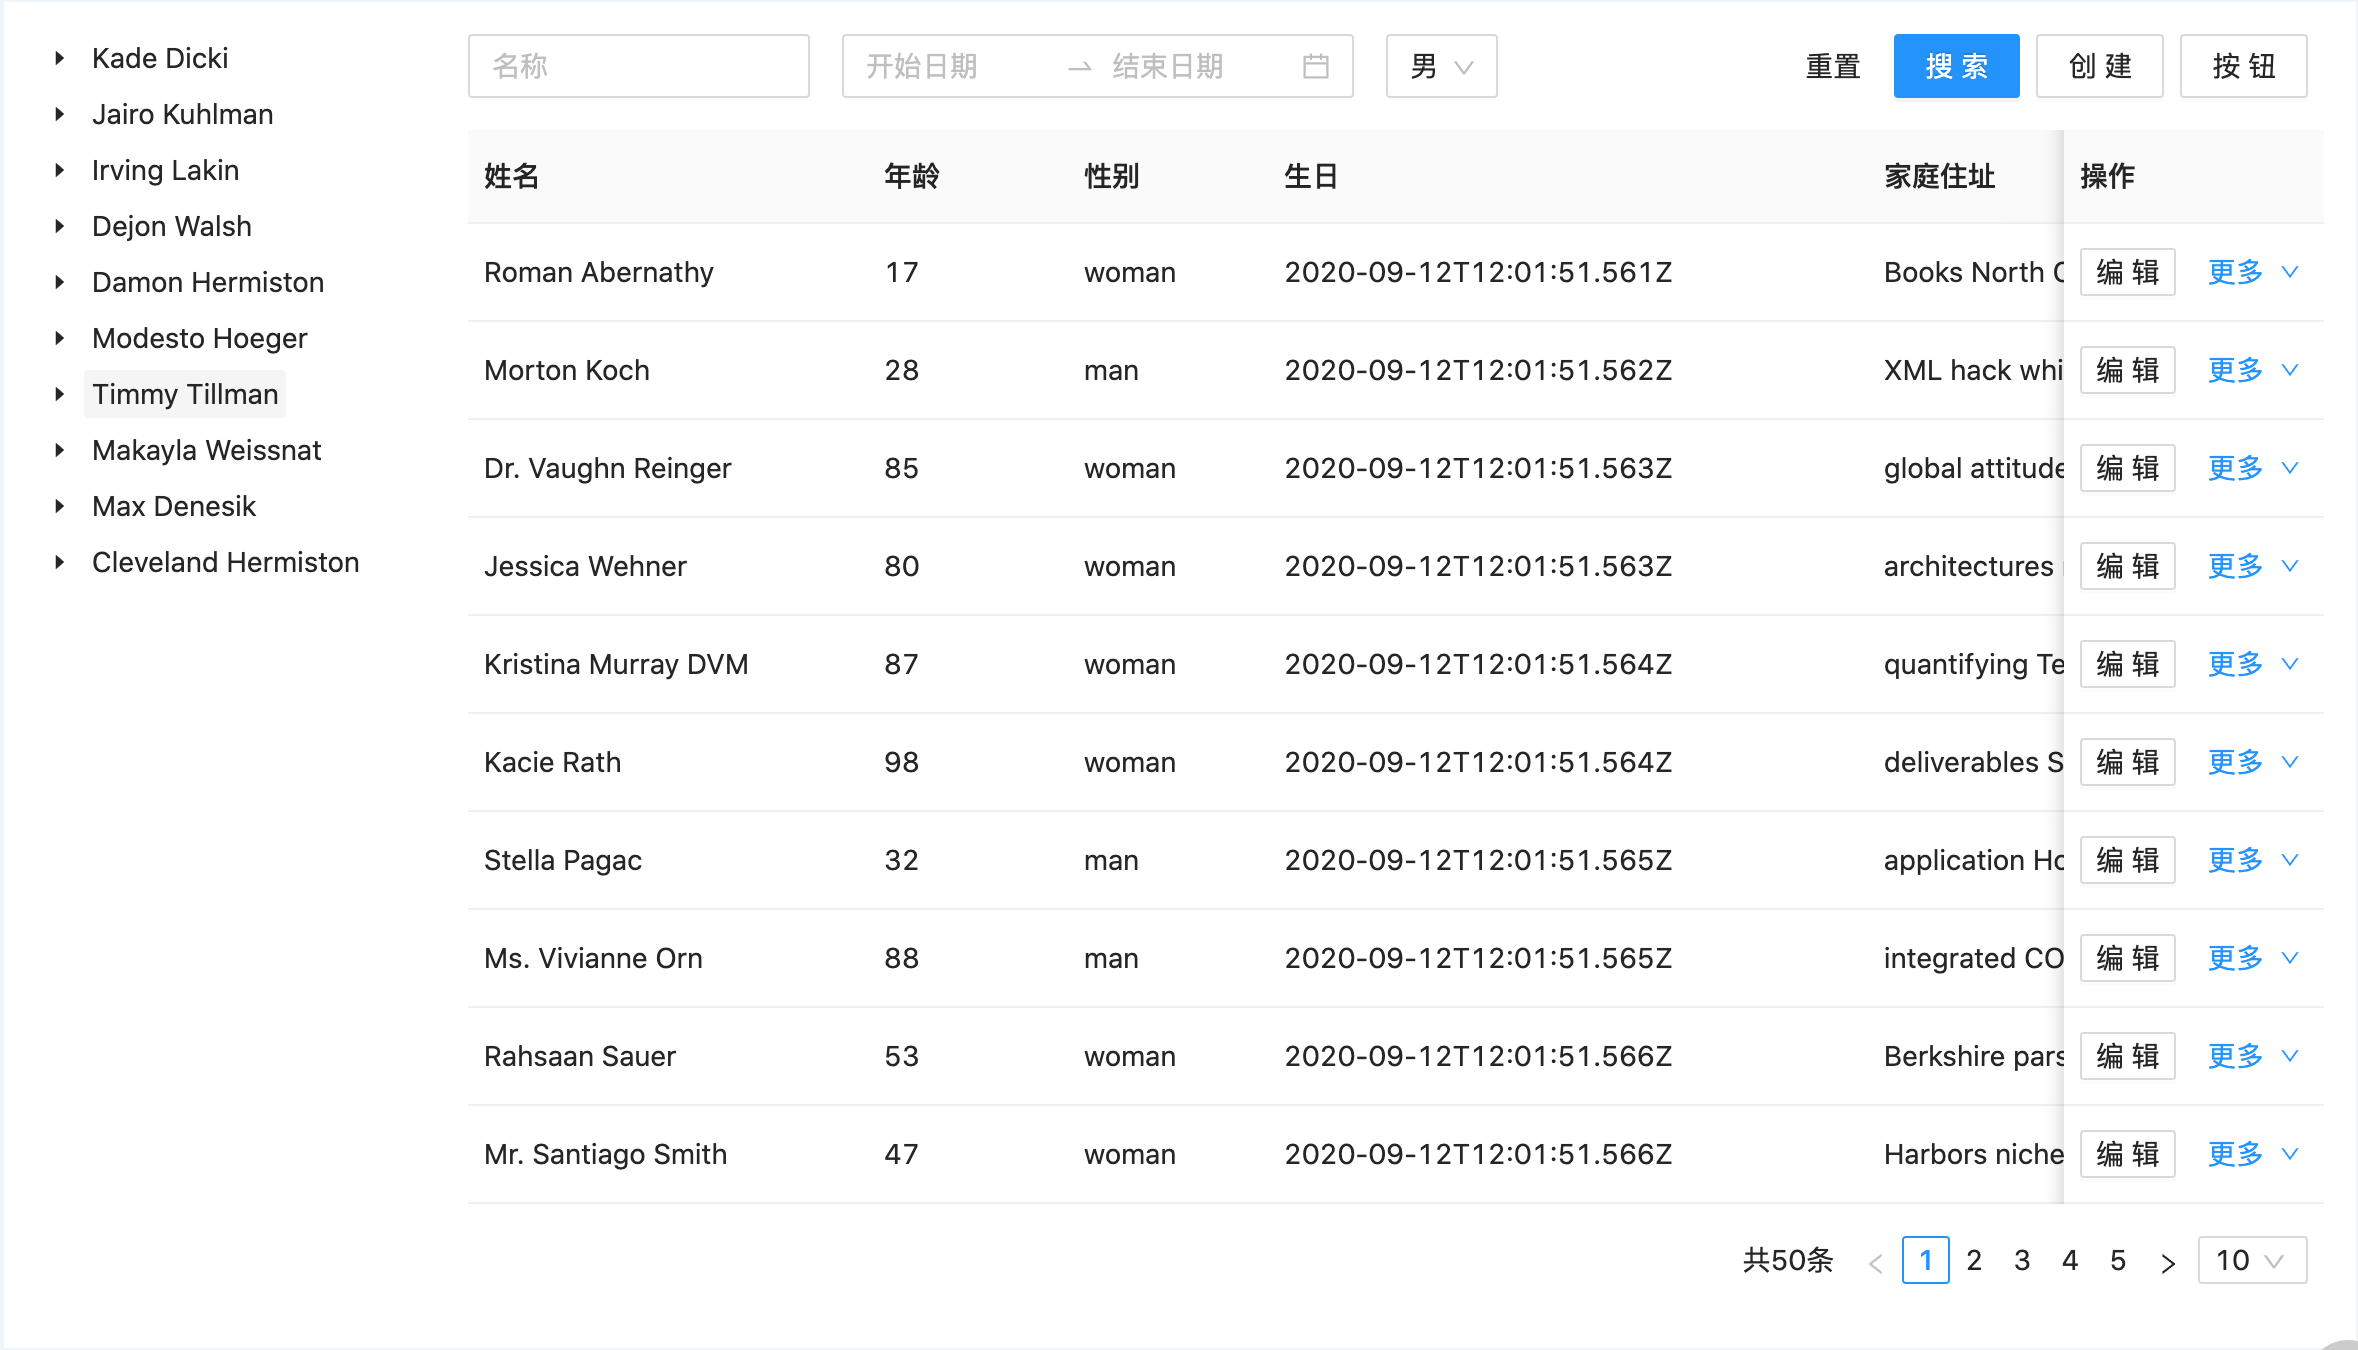 Kade Dicki
Jairo Kuhlman
Irving Lakin
Dejon Walsh
Damon Hermiston
Modesto Hoeger
Timmy Tillman
Makayla Weissnat
Max Denesik
Cleveland Hermiston
名称 开始日期 结束日期 男 重置 搜 索 创 建 按 钮
姓名 年龄 性别 生日 家庭住址 操作
Roman Abernathy 17 woman 2020-09-12T12:01:51.561Z Books North 编 辑 更多
Morton Koch 28 man 2020-09-12T12:01:51.562Z XML hack whi 编 辑 更多
Dr. Vaughn Reinger 85 woman 2020-09-12T12:01:51.563Z global attitude 编 辑 更多
Jessica Wehner 80 woman 2020-09-12T12:01:51.563Z architectures 编 辑 更多
Kristina Murray DVM 87 woman 2020-09-12T12:01:51.564Z quantifying Te 编 辑 更多
Kacie Rath 98 woman 2020-09-12T12:01:51.564Z deliverables S 编 辑 更多
Stella Pagac 32 man 2020-09-12T12:01:51.565Z application Ho 编 辑 更多
Ms. Vivianne Orn 88 man 2020-09-12T12:01:51.565Z integrated CO 编 辑 更多
Rahsaan Sauer 53 woman 2020-09-12T12:01:51.566Z Berkshire pars 编 辑 更多
Mr. Santiago Smith 47 woman 2020-09-12T12:01:51.566Z Harbors niche 编 辑 更多
共50条 < 1 2 3 4 5 > 10